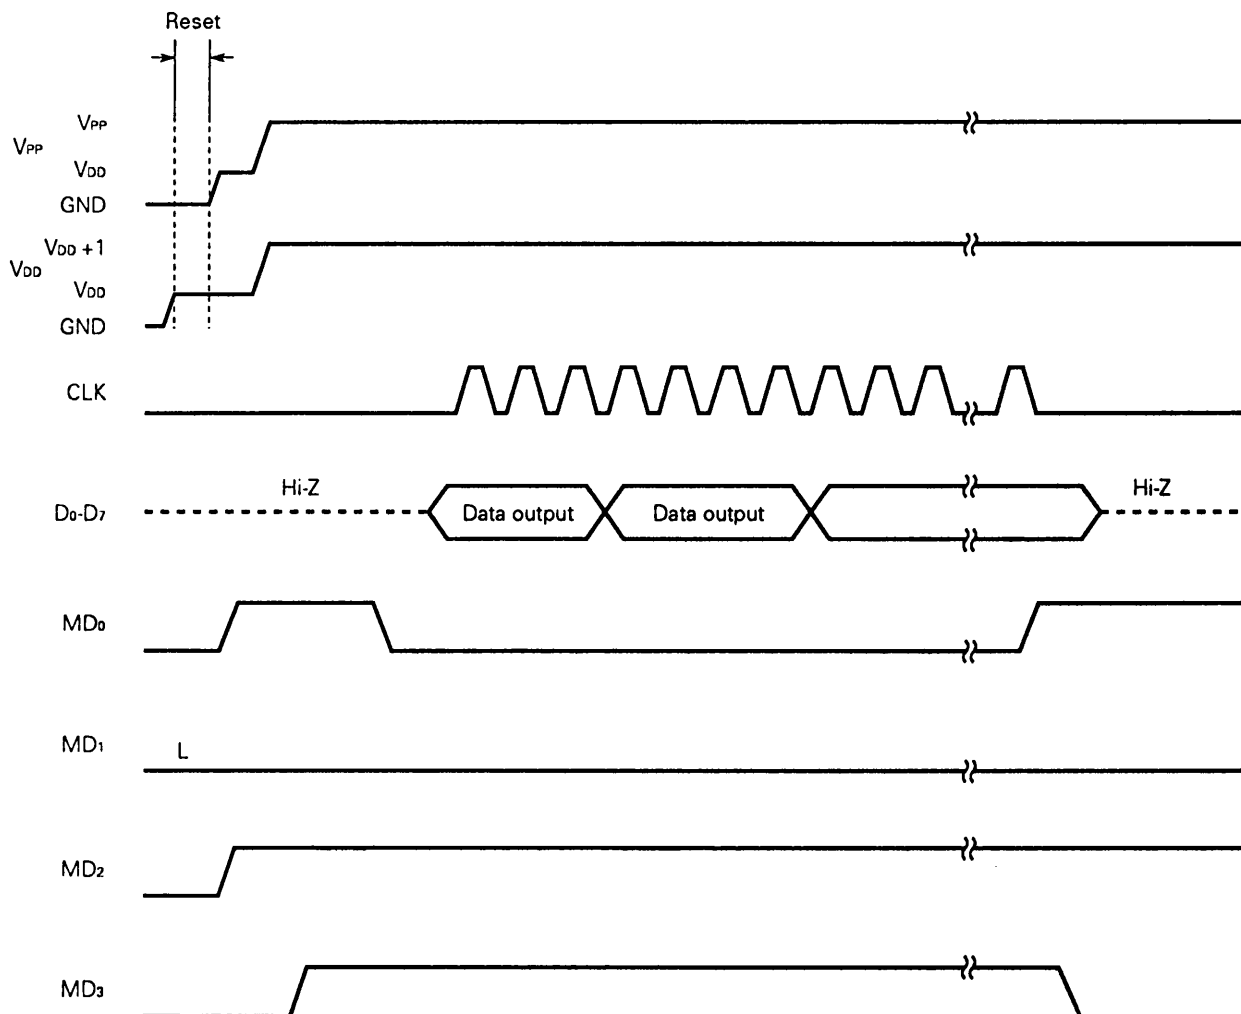 Reset
VPP
VPP
VDD
GND
VDD
VDD +1
VDD
GND
CLK
D0-D7
Hi-Z
Data output
Data output
Hi-Z
MD0
MD1
L
MD2
MD3